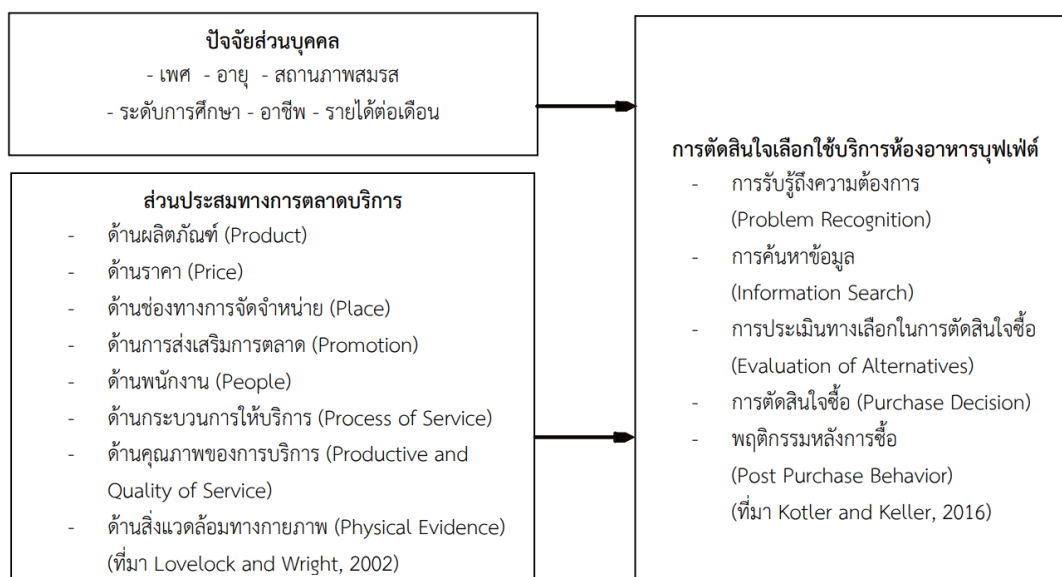 ปัจจัยส่วนบุคคล
- เพศ - อายุ - สถานภาพสมรส
- ระดับการศึกษา - อาชีพ - รายได้ต่อเดือน
ส่วนประสมทางการตลาดบริการ
- ด้านผลิตภัณฑ์ (Product)
- ด้านราคา (Price)
- ด้านช่องทางการจัดจำหน่าย (Place)
- ด้านการส่งเสริมการตลาด (Promotion)
- ด้านพนักงาน (People)
- ด้านกระบวนการให้บริการ (Process of Service)
- ด้านคุณภาพของการบริการ (Productive and
Quality of Service)
- ด้านสิ่งแวดล้อมทางกายภาพ (Physical Evidence)
(ที่มา Lovelock and Wright, 2002)
การตัดสินใจเลือกใช้บริการห้องอาหารบุฟเฟ่ต์
- การรับรู้ถึงความต้องการ
(Problem Recognition)
- การค้นหาข้อมูล
(Information Search)
- การประเมินทางเลือกในการตัดสินใจซื้อ
(Evaluation of Alternatives)
- การตัดสินใจซื้อ (Purchase Decision)
- พฤติกรรมหลังการซื้อ
(Post Purchase Behavior)
(ที่มา Kotler and Keller, 2016)